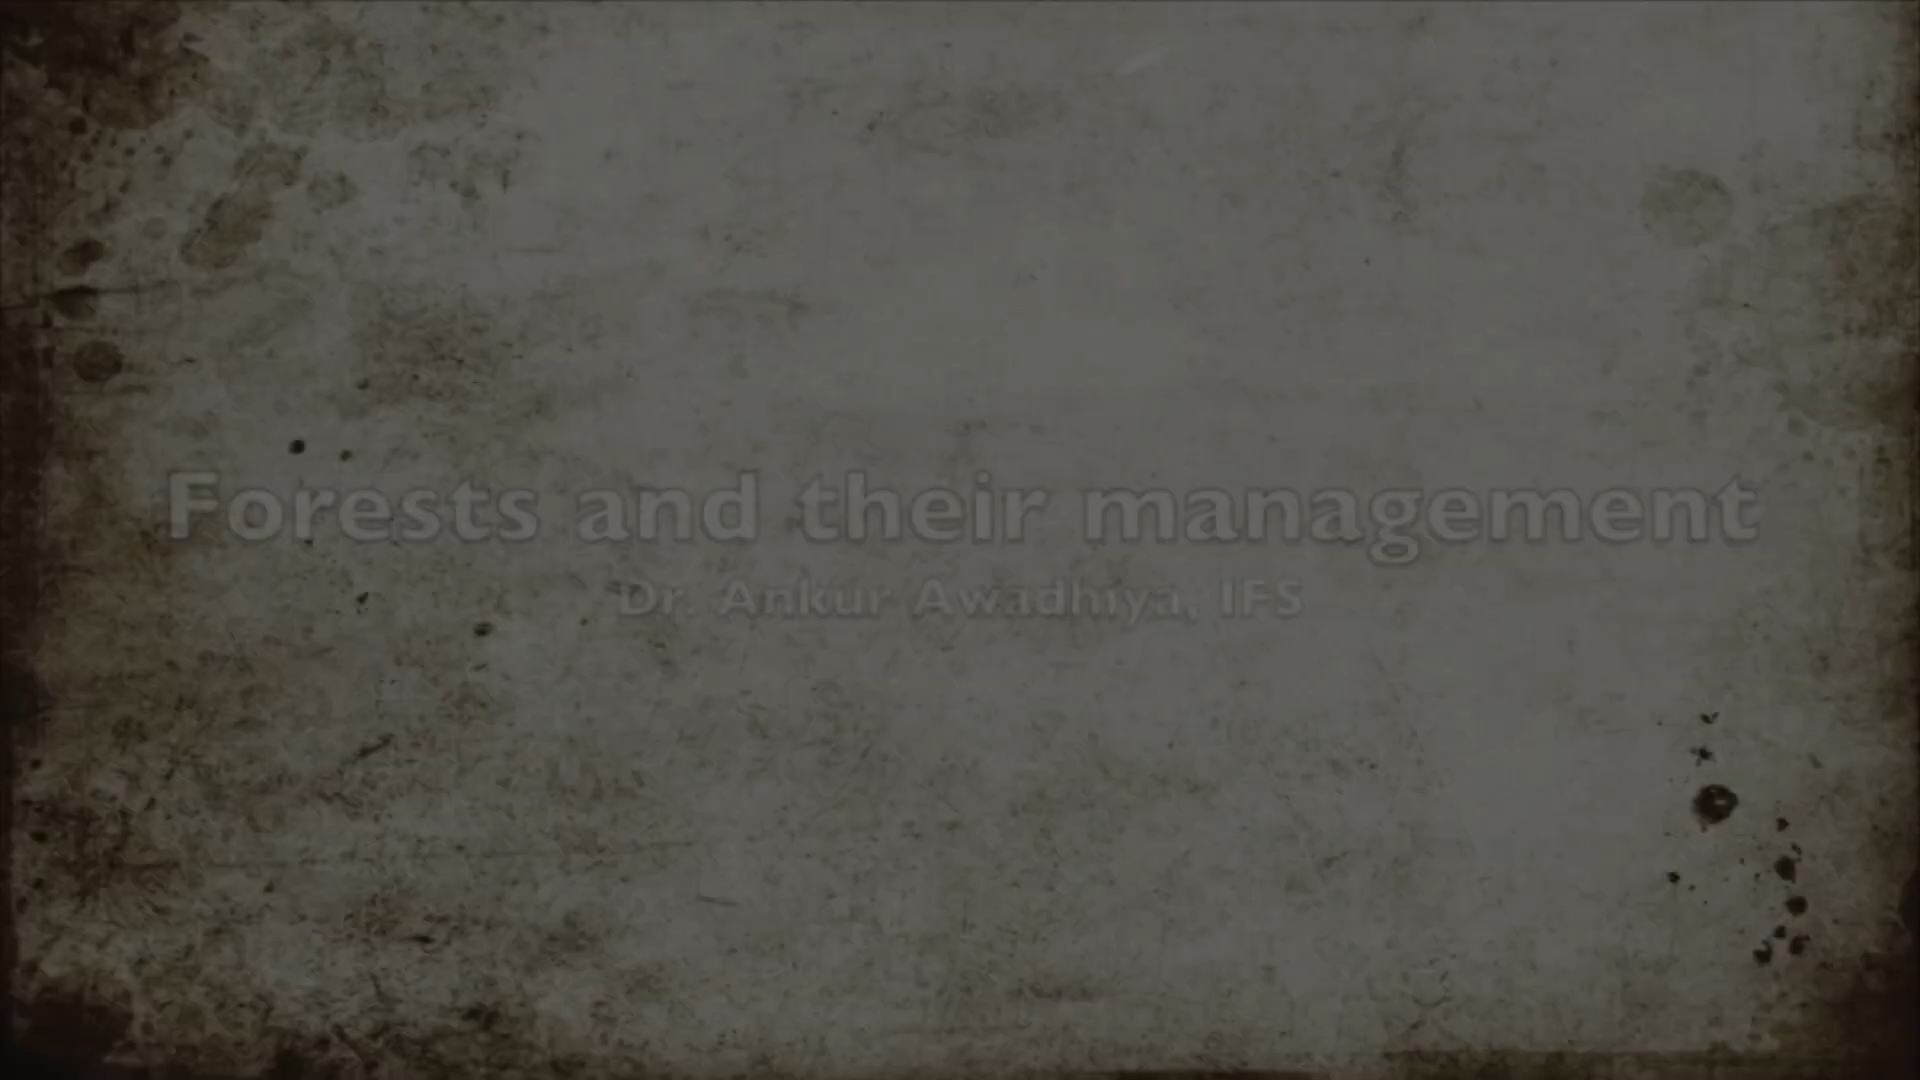 Forests and their management
Dr. Ankur Awadhiya, IFS